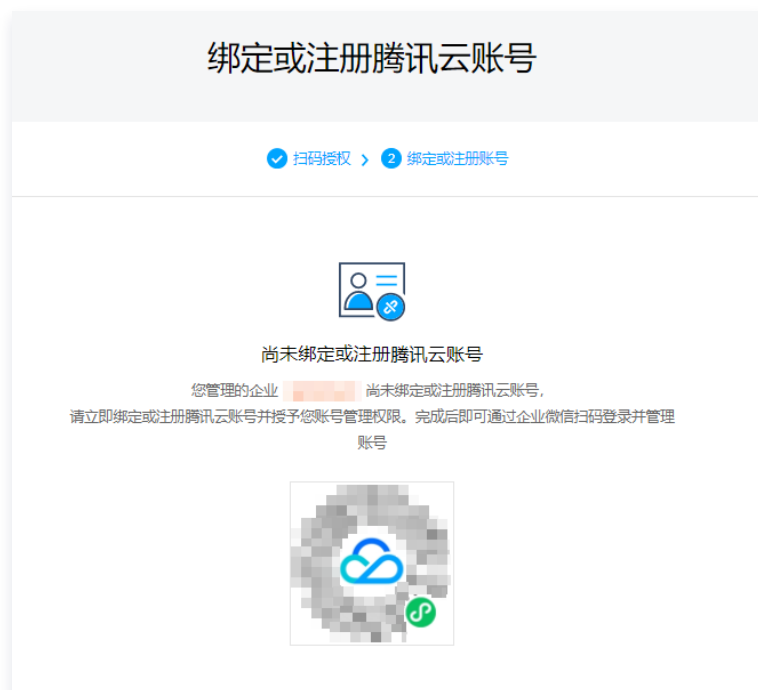 绑定或注册腾讯云账号
扫码授权 > 2 绑定或注册账号
尚未绑定或注册腾讯云账号
您管理的企业 尚未绑定或注册腾讯云账号,
请立即绑定或注册腾讯云账号并授予您账号管理权限。完成后即可通过企业微信扫码登录并管理
账号